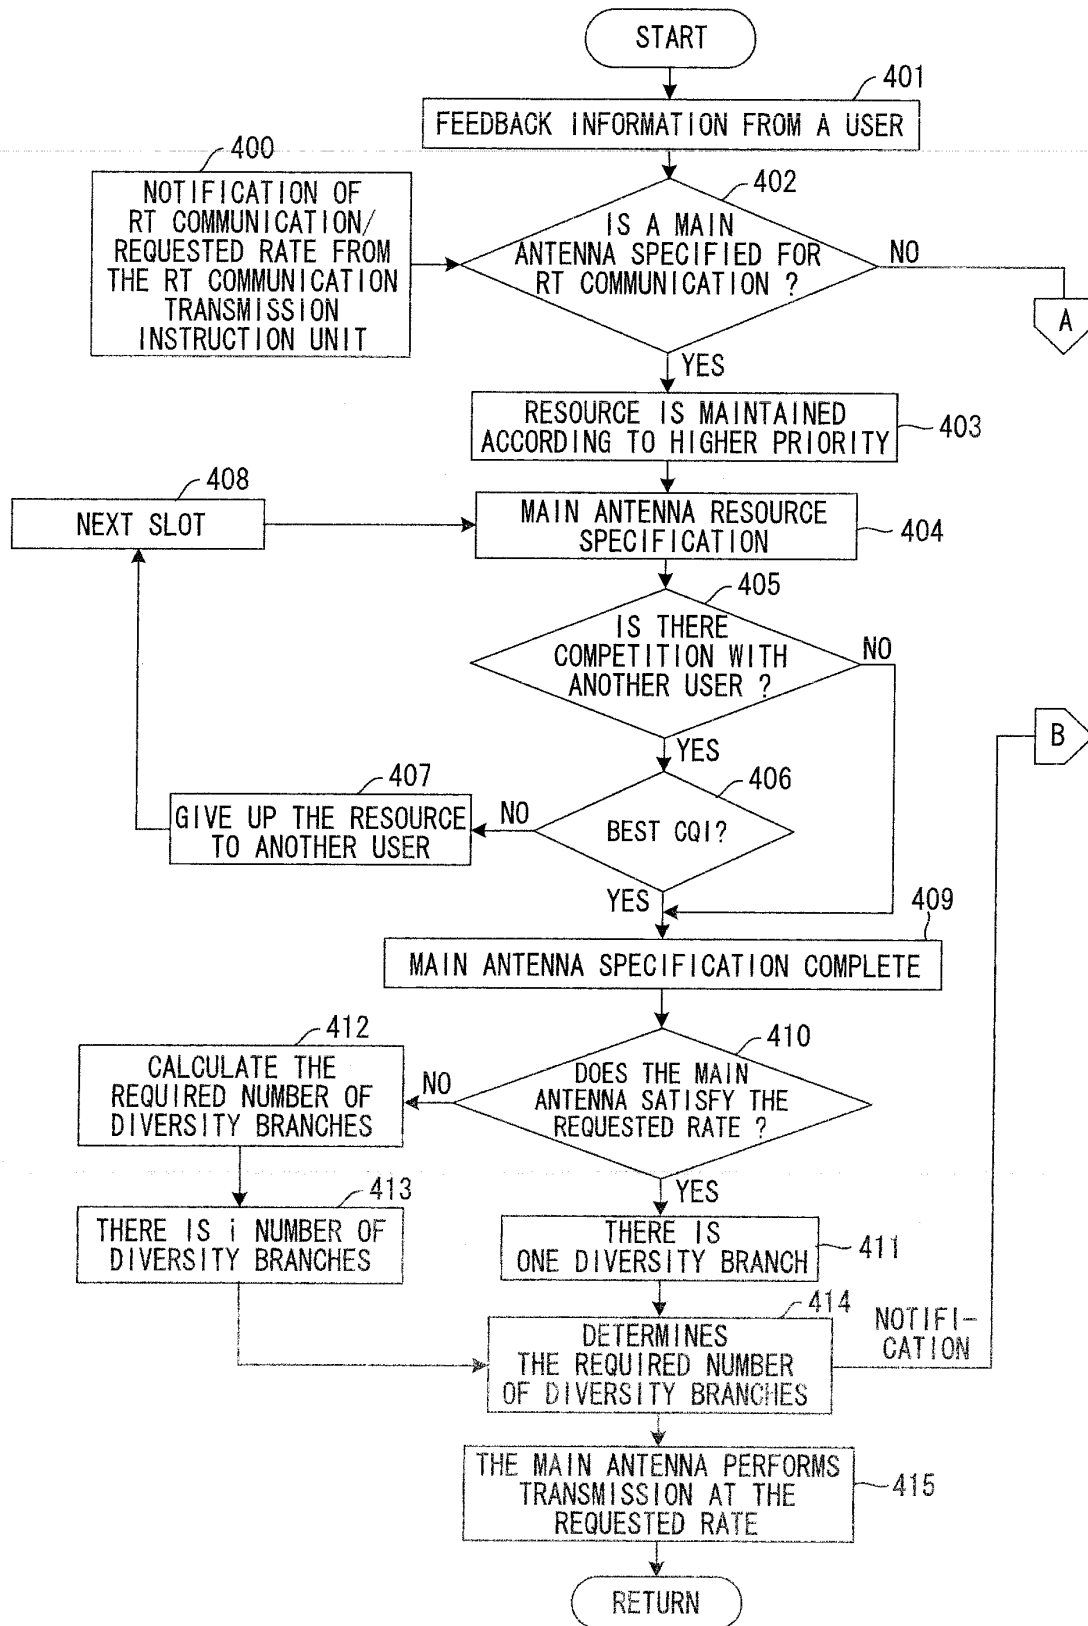 START
401
FEEDBACK INFORMATION FROM A USER
400
NOTIFICATION OF
RT COMMUNICATION/
REQUESTED RATE FROM
THE RT COMMUNICATION
TRANSMISSION
INSTRUCTION UNIT
402
IS A MAIN
ANTENNA SPECIFIED FOR
RT COMMUNICATION ?
NO
A
YES
RESOURCE IS MAINTAINED
ACCORDING TO HIGHER PRIORITY
403
408
NEXT SLOT
MAIN ANTENNA RESOURCE
SPECIFICATION
404
405
IS THERE
COMPETITION WITH
ANOTHER USER ?
NO
YES
B
406
BEST CQI?
NO
407
GIVE UP THE RESOURCE
TO ANOTHER USER
YES
409
MAIN ANTENNA SPECIFICATION COMPLETE
410
DOES THE MAIN
ANTENNA SATISFY THE
REQUESTED RATE ?
NO
412
CALCULATE THE
REQUIRED NUMBER OF
DIVERSITY BRANCHES
YES
413
THERE IS i NUMBER OF
DIVERSITY BRANCHES
THERE IS
ONE DIVERSITY BRANCH
411
414
DETERMINES
THE REQUIRED NUMBER
OF DIVERSITY BRANCHES
NOTIFI-
CATION
THE MAIN ANTENNA PERFORMS
TRANSMISSION AT THE
REQUESTED RATE
415
RETURN